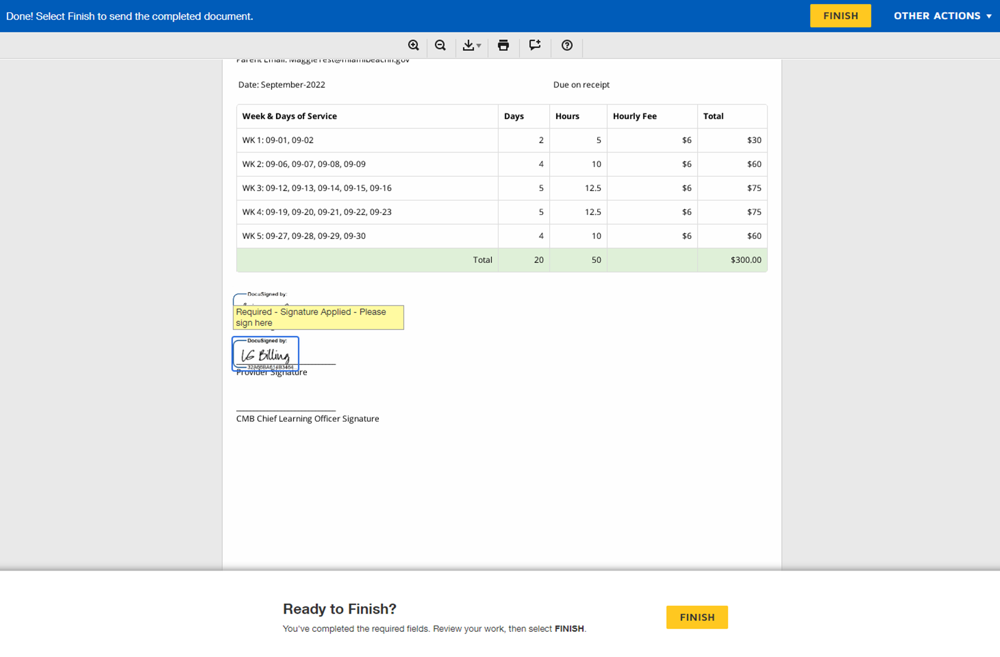 Done! Select Finish to send the completed document.
FINISH
OTHER ACTIONS
Parent Email: MaggieTest@miamibeachfl.gov
Date: September-2022 Due on receipt
Week & Days of Service Days Hours Hourly Fee Total
WK 1: 09-01, 09-02 2 5 $6 $30
WK 2: 09-06, 09-07, 09-08, 09-09 4 10 $6 $60
WK 3: 09-12, 09-13, 09-14, 09-15, 09-16 5 12.5 $6 $75
WK 4: 09-19, 09-20, 09-21, 09-22, 09-23 5 12.5 $6 $75
WK 5: 09-27, 09-28, 09-29, 09-30 4 10 $6 $60
Total 20 50 $300.00
DocuSigned by:
Required - Signature Applied - Please
sign here
DocuSigned by:
LG Billing
32A66BA614B3464
Provider Signature
CMB Chief Learning Officer Signature
Ready to Finish?
You've completed the required fields. Review your work, then select FINISH.
FINISH